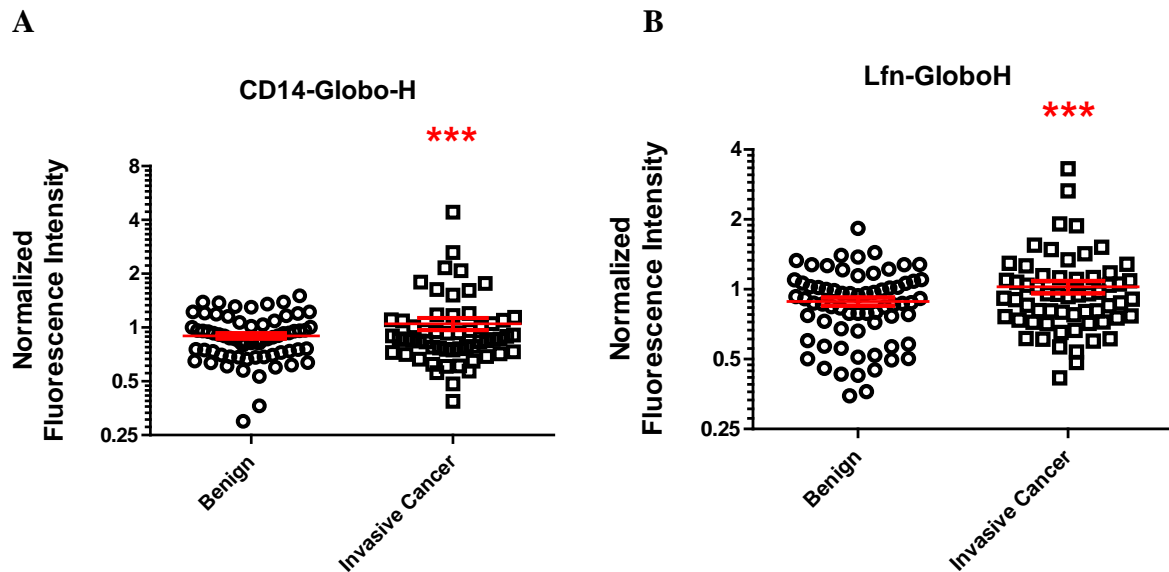 A
CD14-Globo-H
***
Normalized
Fluorescence Intensity
8
4
2
1
0.5
0.25
Benign
Invasive Cancer
B
Lfn-GloboH
***
Normalized
Fluorescence Intensity
4
2
1
0.5
0.25
Benign
Invasive Cancer